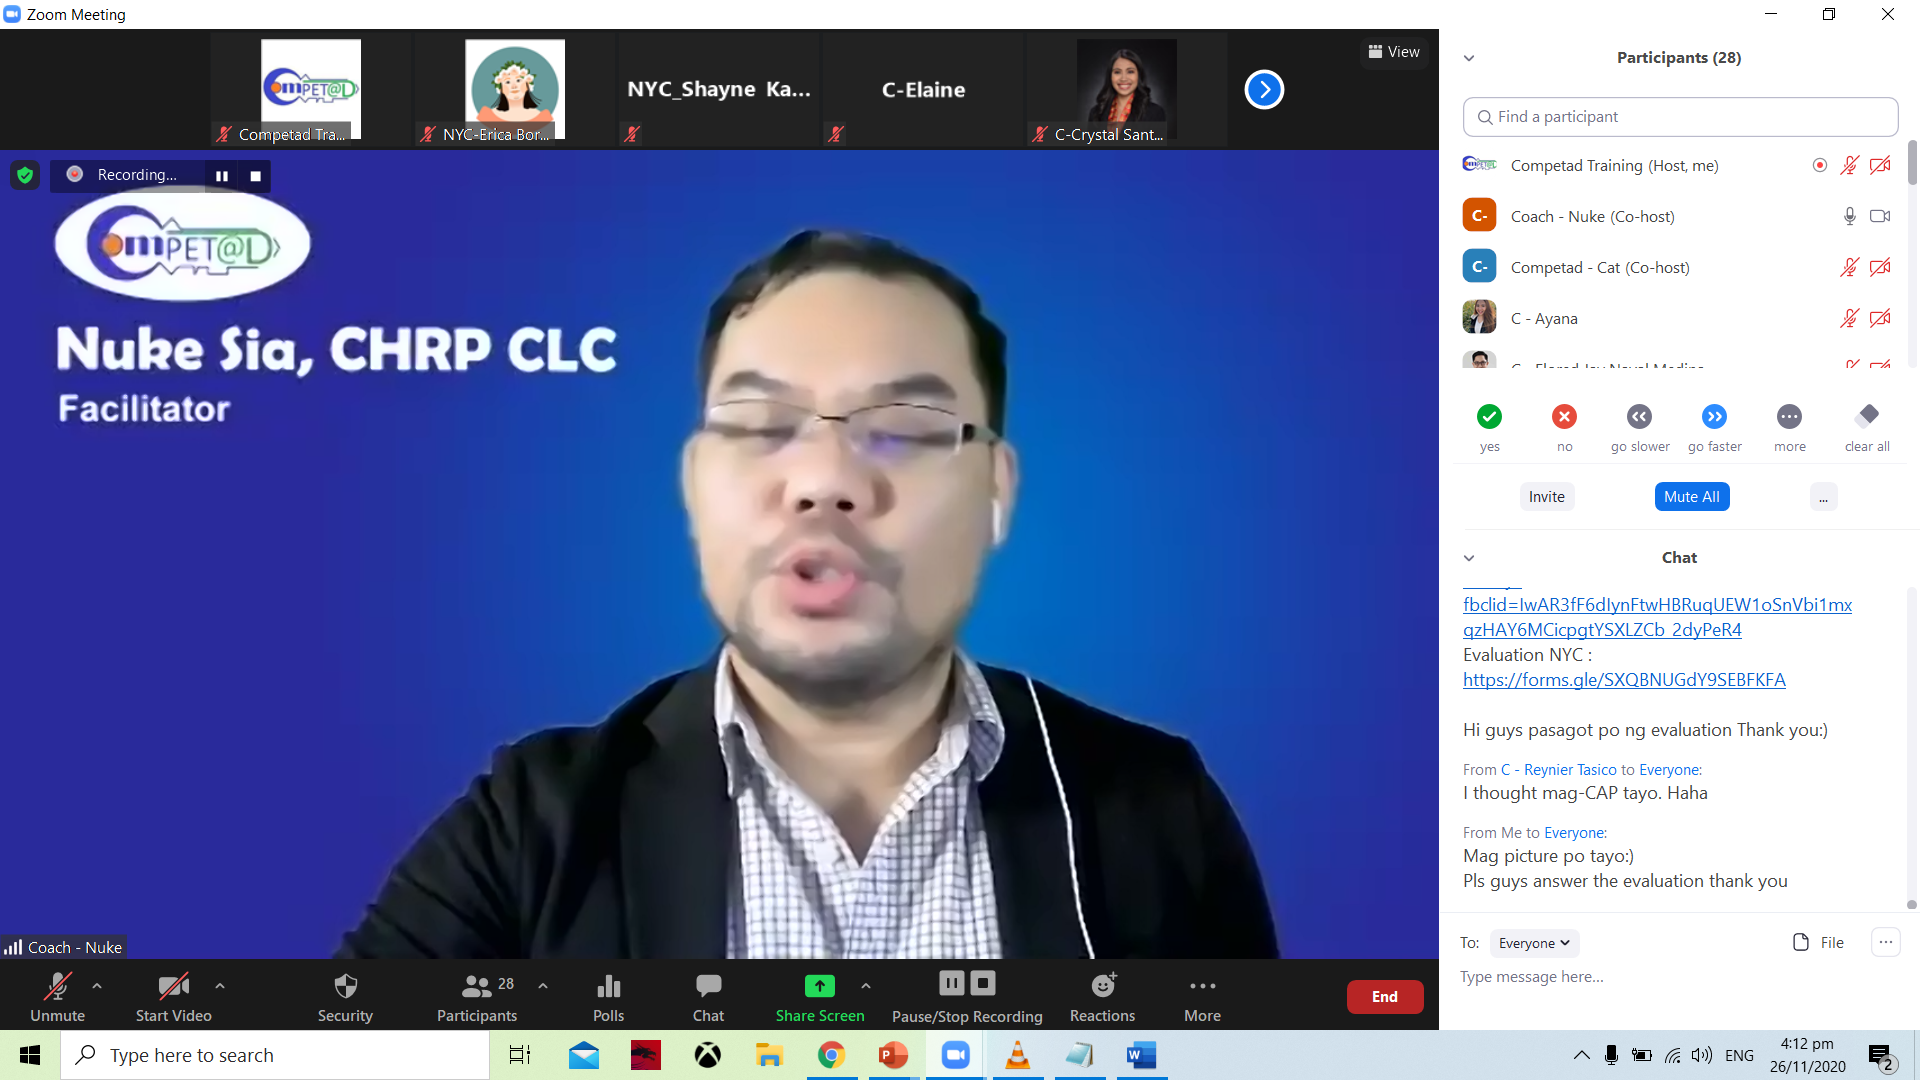 Zoom Meeting
COmPET@D
Competad Tra...
NYC-Erica Bor...
NYC_Shayne Ka...
C-Elaine
C-Crystal Sant...
View
Recording...
COmPET@D
Nuke Sia, CHRP CLC
Facilitator
Coach - Nuke
Participants (28)
Find a participant
Competad Training (Host, me)
C-
Coach - Nuke (Co-host)
C-
Competad - Cat (Co-host)
C - Ayana
yes
no
go slower
go faster
more
clear all
Invite
Mute All
...
Chat
fbclid=IwAR3fF6dIynFtwHBRuqUEW1oSnVbi1mx
qzHAY6MCicpgtYSXLZCb_2dyPeR4
Evaluation NYC :
https://forms.gle/SXQBNUGdY9SEBFKFA
Hi guys pasagot po ng evaluation Thank you:)
From C - Reynier Tasico to Everyone:
I thought mag-CAP tayo. Haha
From Me to Everyone:
Mag picture po tayo:)
Pls guys answer the evaluation thank you
To: Everyone
File
Type message here...
Unmute
Start Video
Security
28
Participants
Polls
Chat
Share Screen
Pause/Stop Recording
Reactions
More
End
Type here to search
ENG
4:12 pm
26/11/2020
2